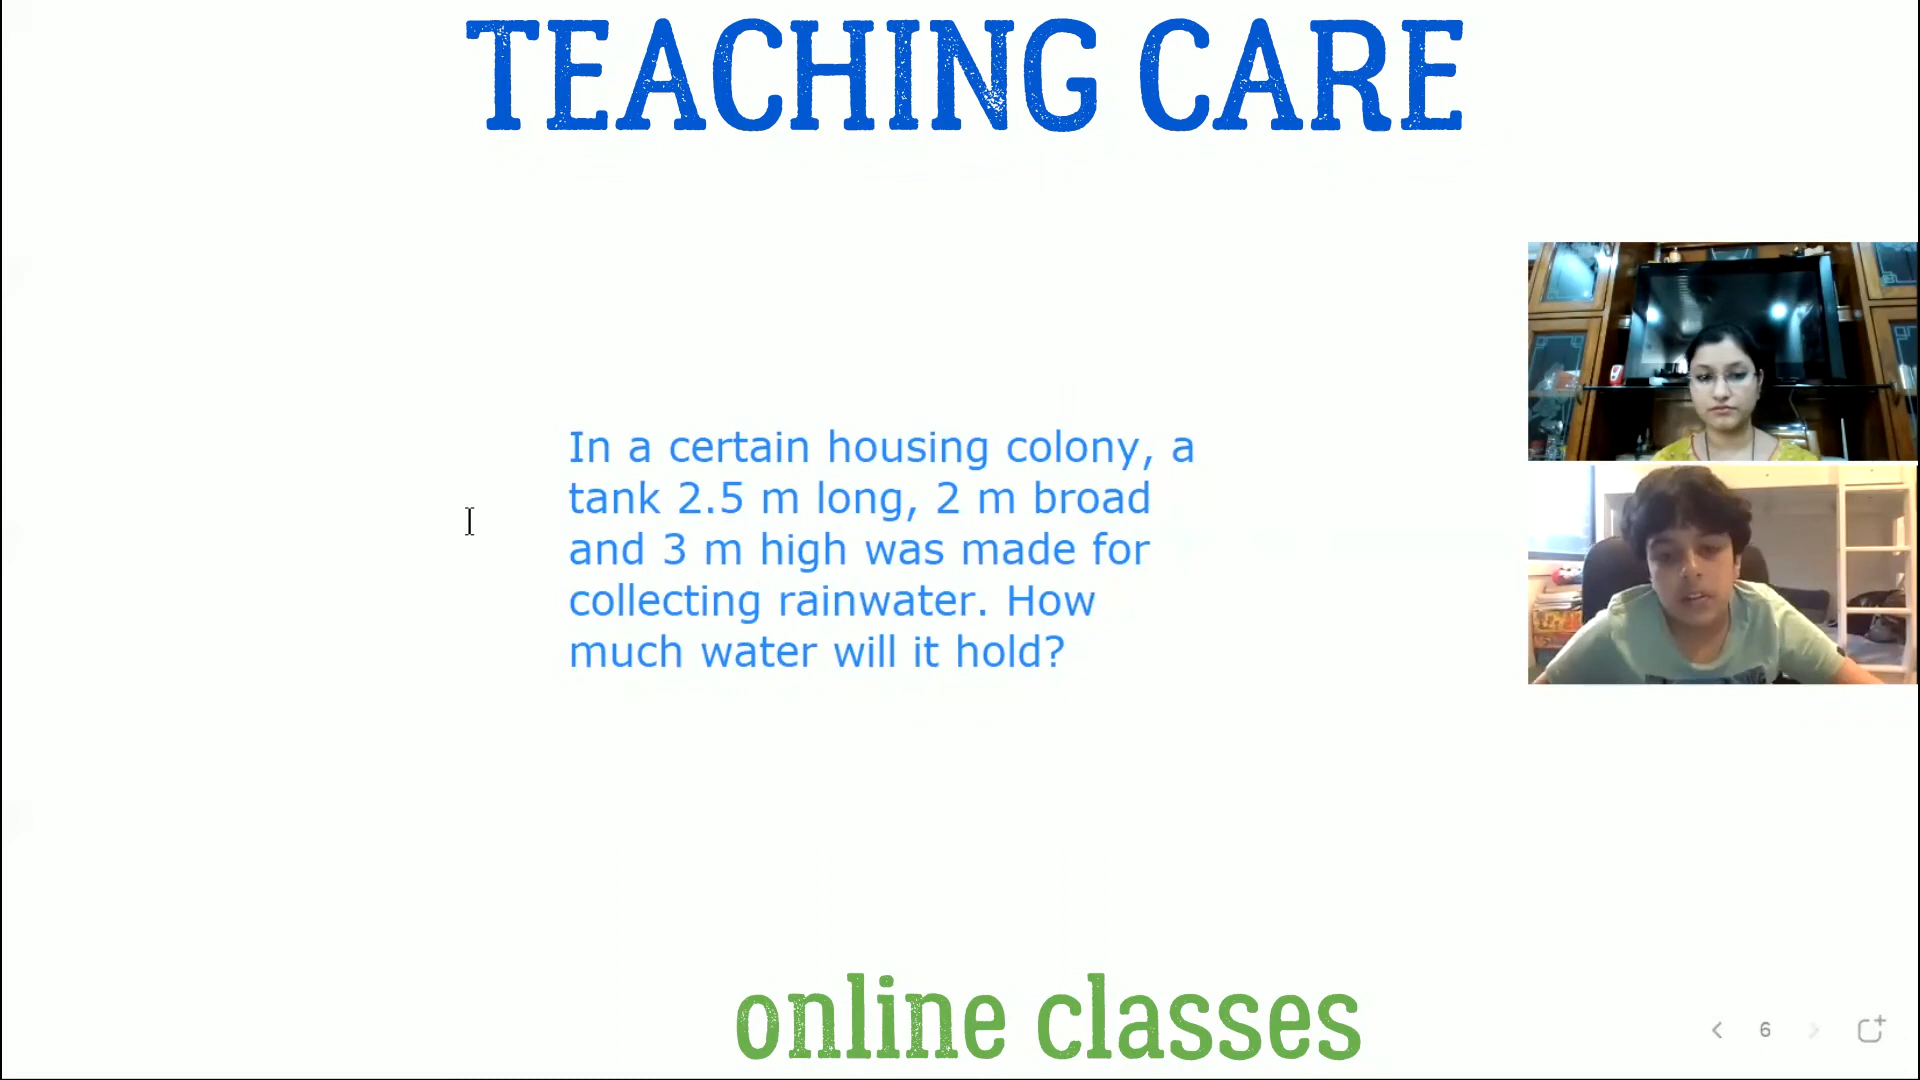 TEACHING CARE
In a certain housing colony, a
tank 2.5 m long, 2 m broad
and 3 m high was made for
collecting rainwater. How
much water will it hold?
online classes
6